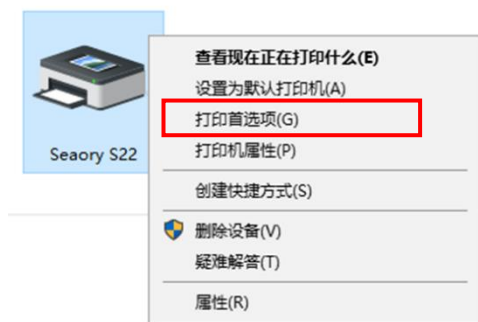 查看现在正在打印什么(E)
设置为默认打印机(A)
打印首选项(G)
Seaory S22
打印机属性(P)
创建快捷方式(S)
删除设备(V)
疑难解答(T)
属性(R)